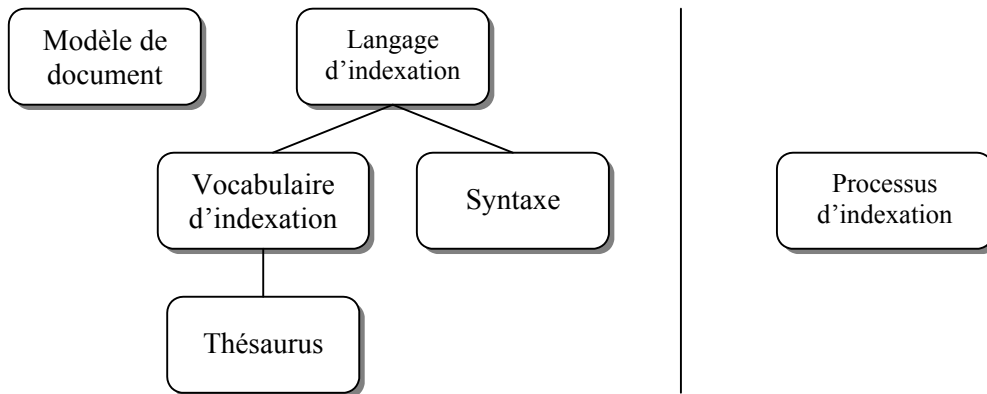 Modèle de
document
Langage
d’indexation
Vocabulaire
d’indexation
Syntaxe
Processus
d’indexation
Thésaurus